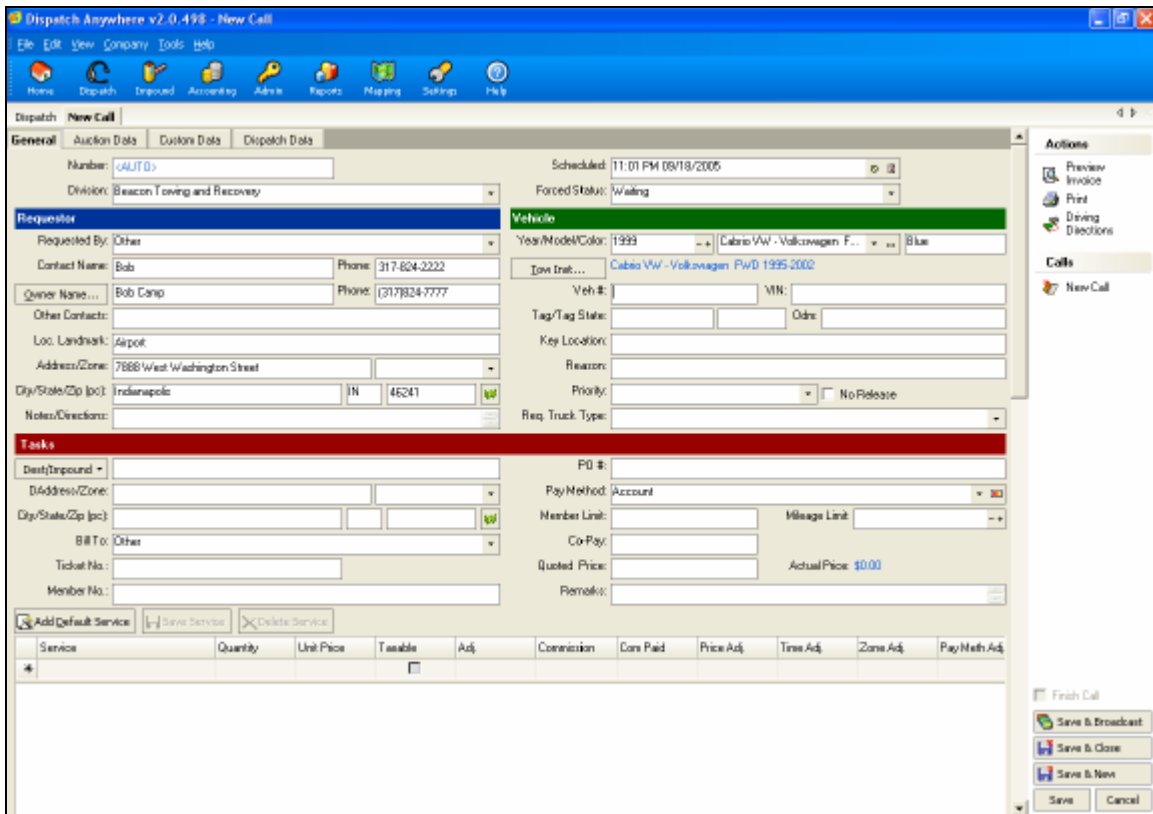 Dispatch Anywhere v2.0.498 - New Call
File Edit View Company Tools Help
Home Dispatch Impound Accounting Admin Reports Mapping Settings Help
Dispatch New Call
General Auction Data Custom Data Dispatch Data
Number: <AUTO> Scheduled: 11:01 PM 09/18/2005
Division: Beacon Towing and Recovery Forced Status: Waiting
Requestor Vehicle
Requested By: Other Year/Model/Color: 1999 Cabrio VW - Volkswagen F... Blue
Contact Name: Bob Phone: 317-824-2222 Tow Inst... Cabrio VW - Volkswagen FWD 1995-2002
Owner Name... Bob Camp Phone: (317)824-7777 Veh #: VIN:
Other Contacts: Tag/Tag State: Odm:
Loc. Landmark: Airport Key Location:
Address/Zone: 7888 West Washington Street Reason:
City/State/Zip (pc): Indianapolis IN 46241 Priority: No Release
Notes/Directions: Req. Truck Type:
Tasks
Dest/Impound PO #:
DAddress/Zone: Pay Method: Account
City/State/Zip (pc): Member Limit: Mileage Limit
Bill To: Other Co-Pay:
Ticket No.: Quoted Price: Actual Price: $0.00
Member No.: Remarks:
Add Default Service Save Service Delete Service
Service Quantity Unit Price Taxable Adj. Commission Com Paid Price Adj. Time Adj. Zone Adj. Pay Meth Adj.
Actions
Preview Invoice
Print
Driving Directions
Calls
New Call
Finish Call
Save & Broadcast
Save & Close
Save & New
Save Cancel